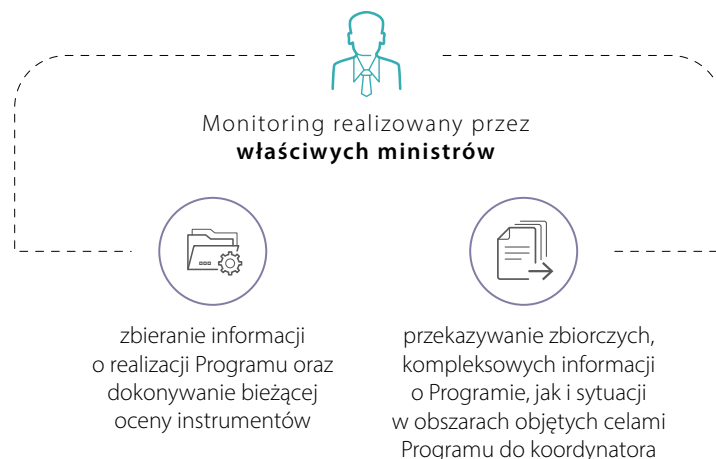 Monitoring realizowany przez
właściwych ministrów
zbieranie informacji
o realizacji Programu oraz
dokonywanie bieżącej
oceny instrumentów
przekazywanie zbiorczych,
kompleksowych informacji
o Programie, jak i sytuacji
w obszarach objętych celami
Programu do koordynatora